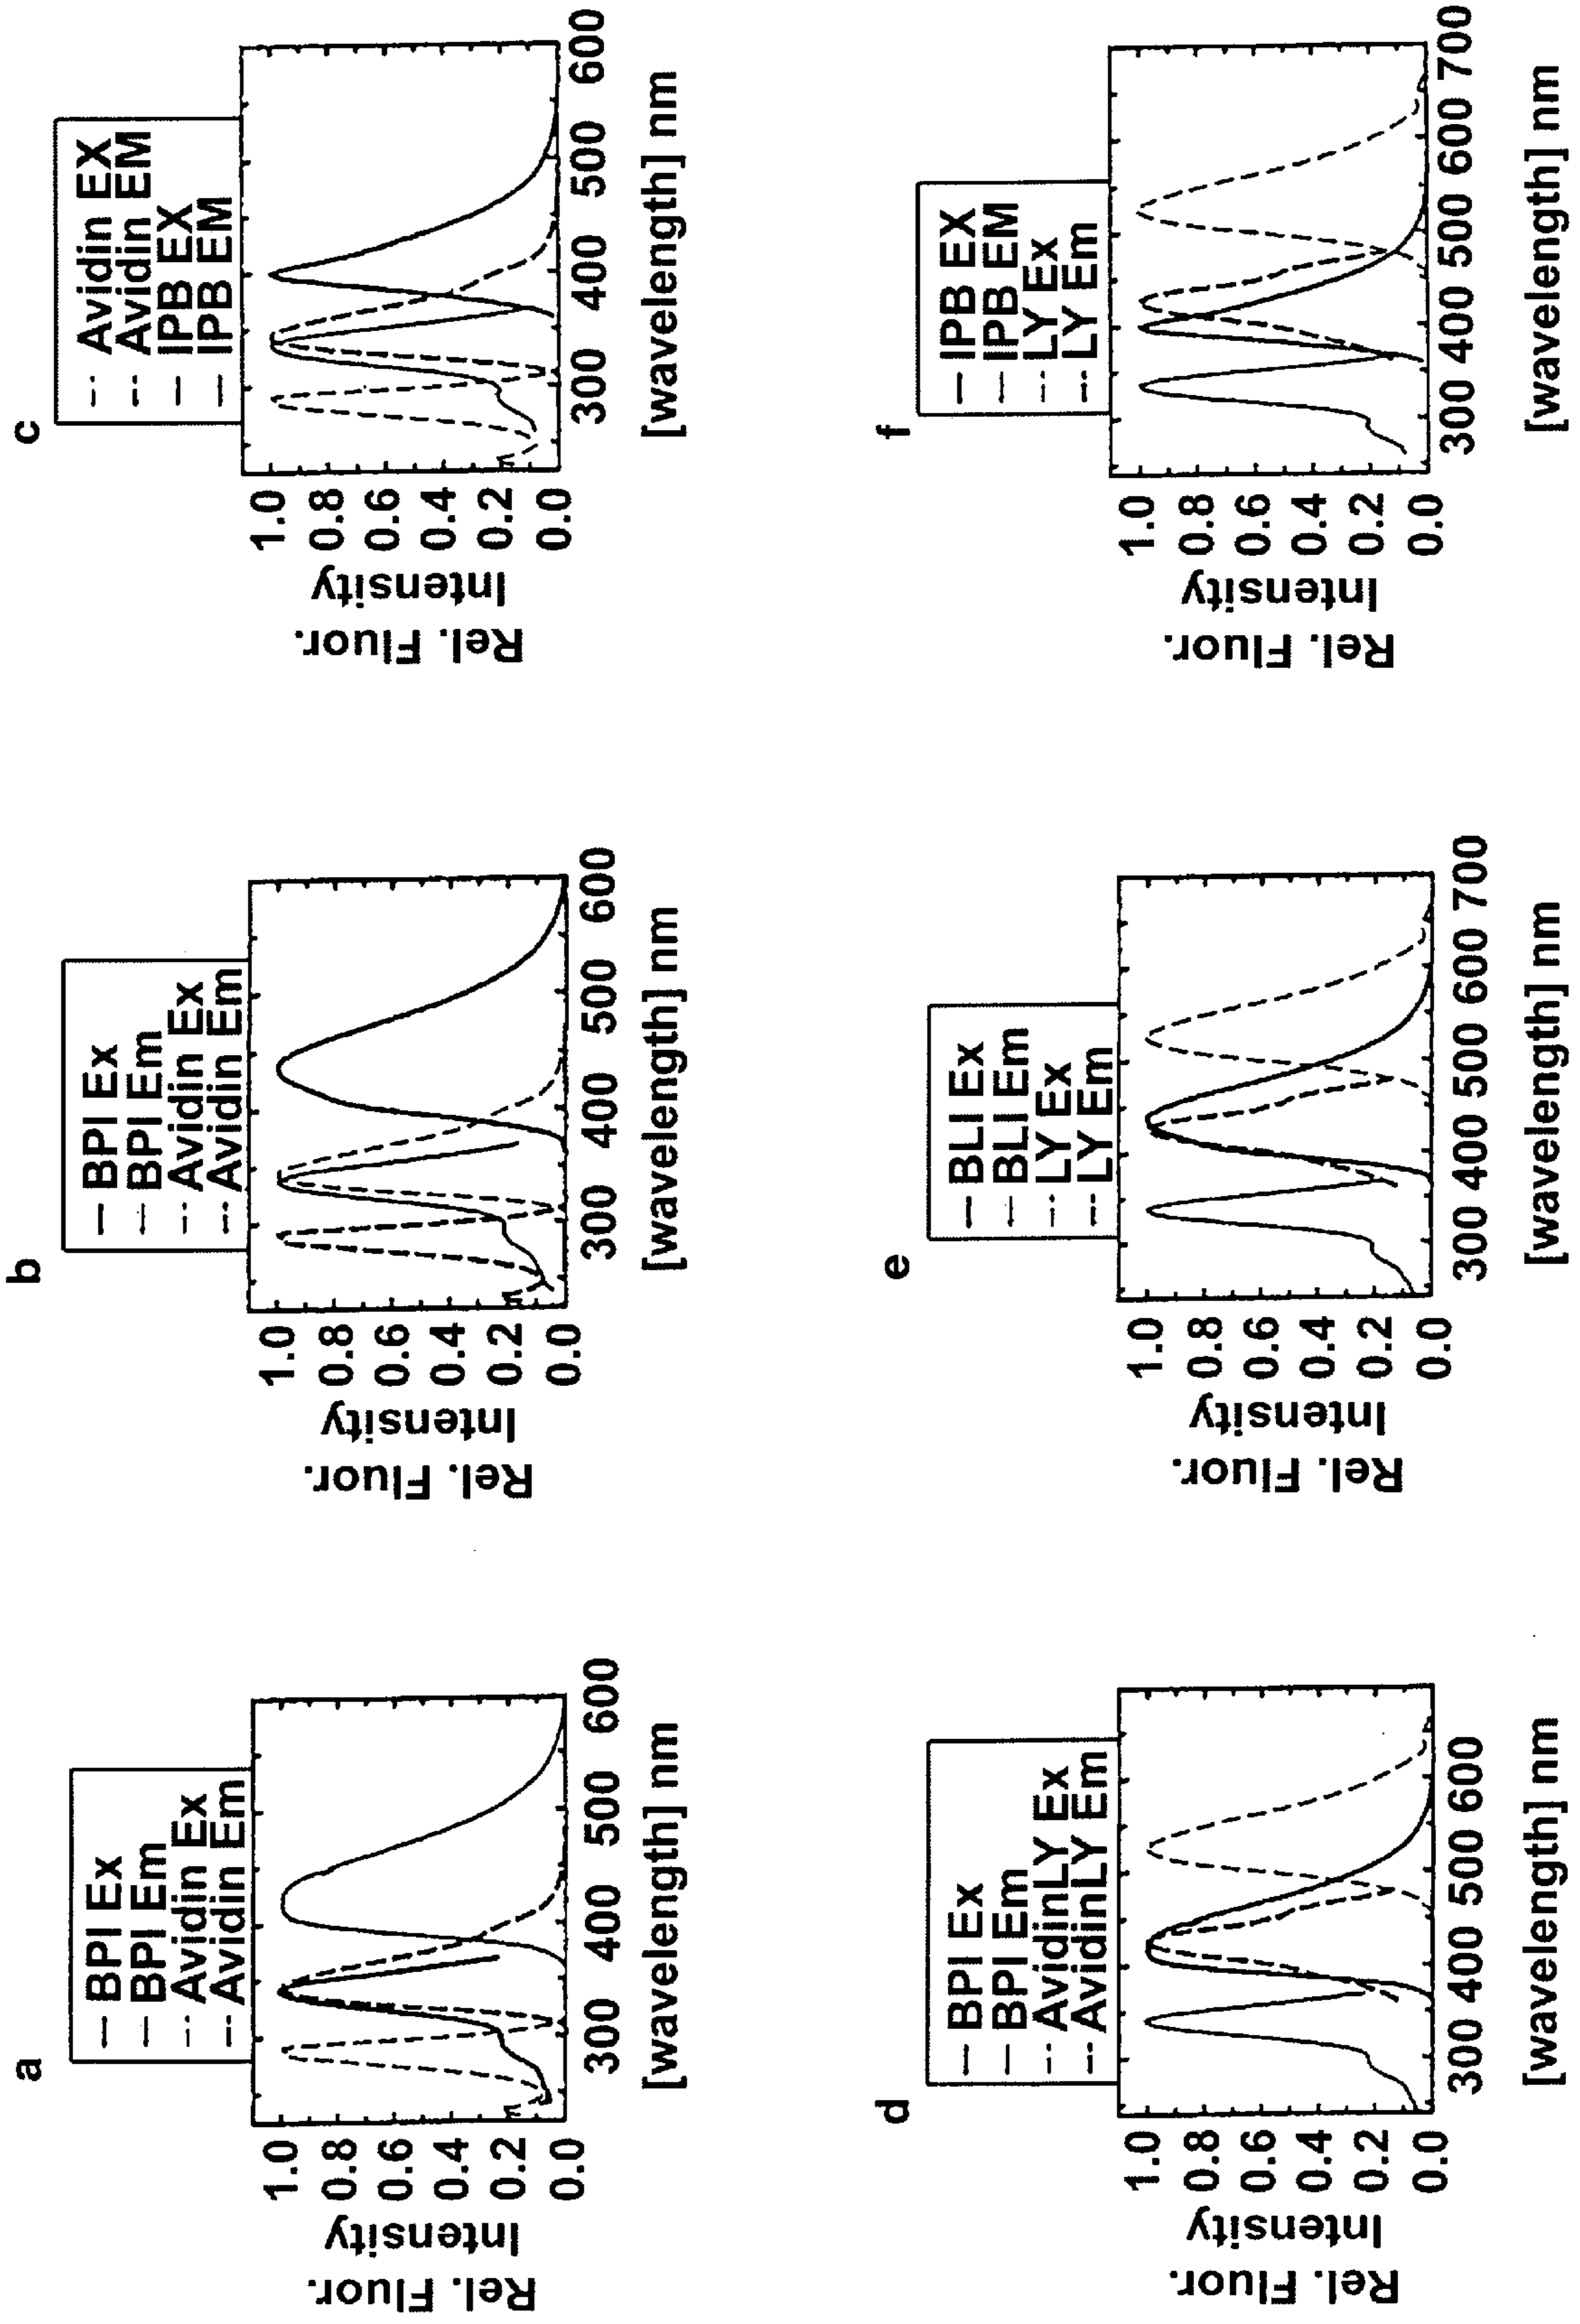 a
BPI Ex
BPI Em
Avidin Ex
Avidin Em
Rel. Fluor.
Intensity
1.0
0.8
0.6
0.4
0.2
0.0
300 400 500 600
[wavelength] nm
b
BPI Ex
BPI Em
Avidin Ex
Avidin Em
Rel. Fluor.
Intensity
1.0
0.8
0.6
0.4
0.2
0.0
300 400 500 600
[wavelength] nm
c
Avidin EX
Avidin EM
IPB EX
IPB EM
Rel. Fluor.
Intensity
1.0
0.8
0.6
0.4
0.2
0.0
300 400 500 600
[wavelength] nm
d
BPI Ex
BPI Em
AvidinLY Ex
AvidinLY Em
Rel. Fluor.
Intensity
1.0
0.8
0.6
0.4
0.2
0.0
300 400 500 600
[wavelength] nm
e
BLI Ex
BLI Em
LY Ex
LY Em
Rel. Fluor.
Intensity
1.0
0.8
0.6
0.4
0.2
0.0
300 400 500 600 700
[wavelength] nm
f
IPB EX
IPB EM
LY Ex
LY Em
Rel. Fluor.
Intensity
1.0
0.8
0.6
0.4
0.2
0.0
300 400 500 600 700
[wavelength] nm